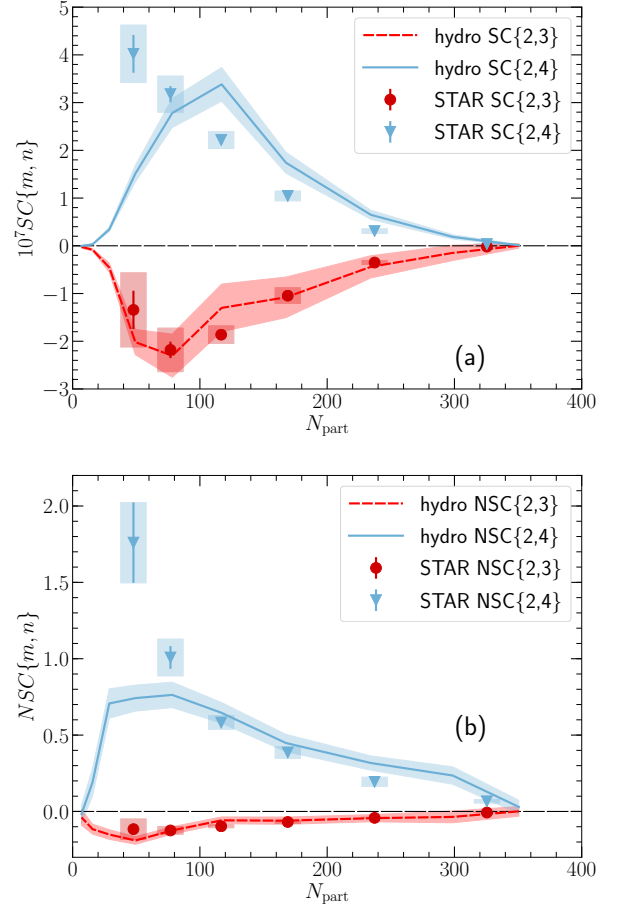 5
4
3
2
1
0
−1
−2
−3
10⁷SC{m, n}
hydro SC{2,3}
hydro SC{2,4}
STAR SC{2,3}
STAR SC{2,4}
(a)
0 100 200 300 400
N_part
2.0
1.5
1.0
0.5
0.0
NSC{m, n}
hydro NSC{2,3}
hydro NSC{2,4}
STAR NSC{2,3}
STAR NSC{2,4}
(b)
0 100 200 300 400
N_part